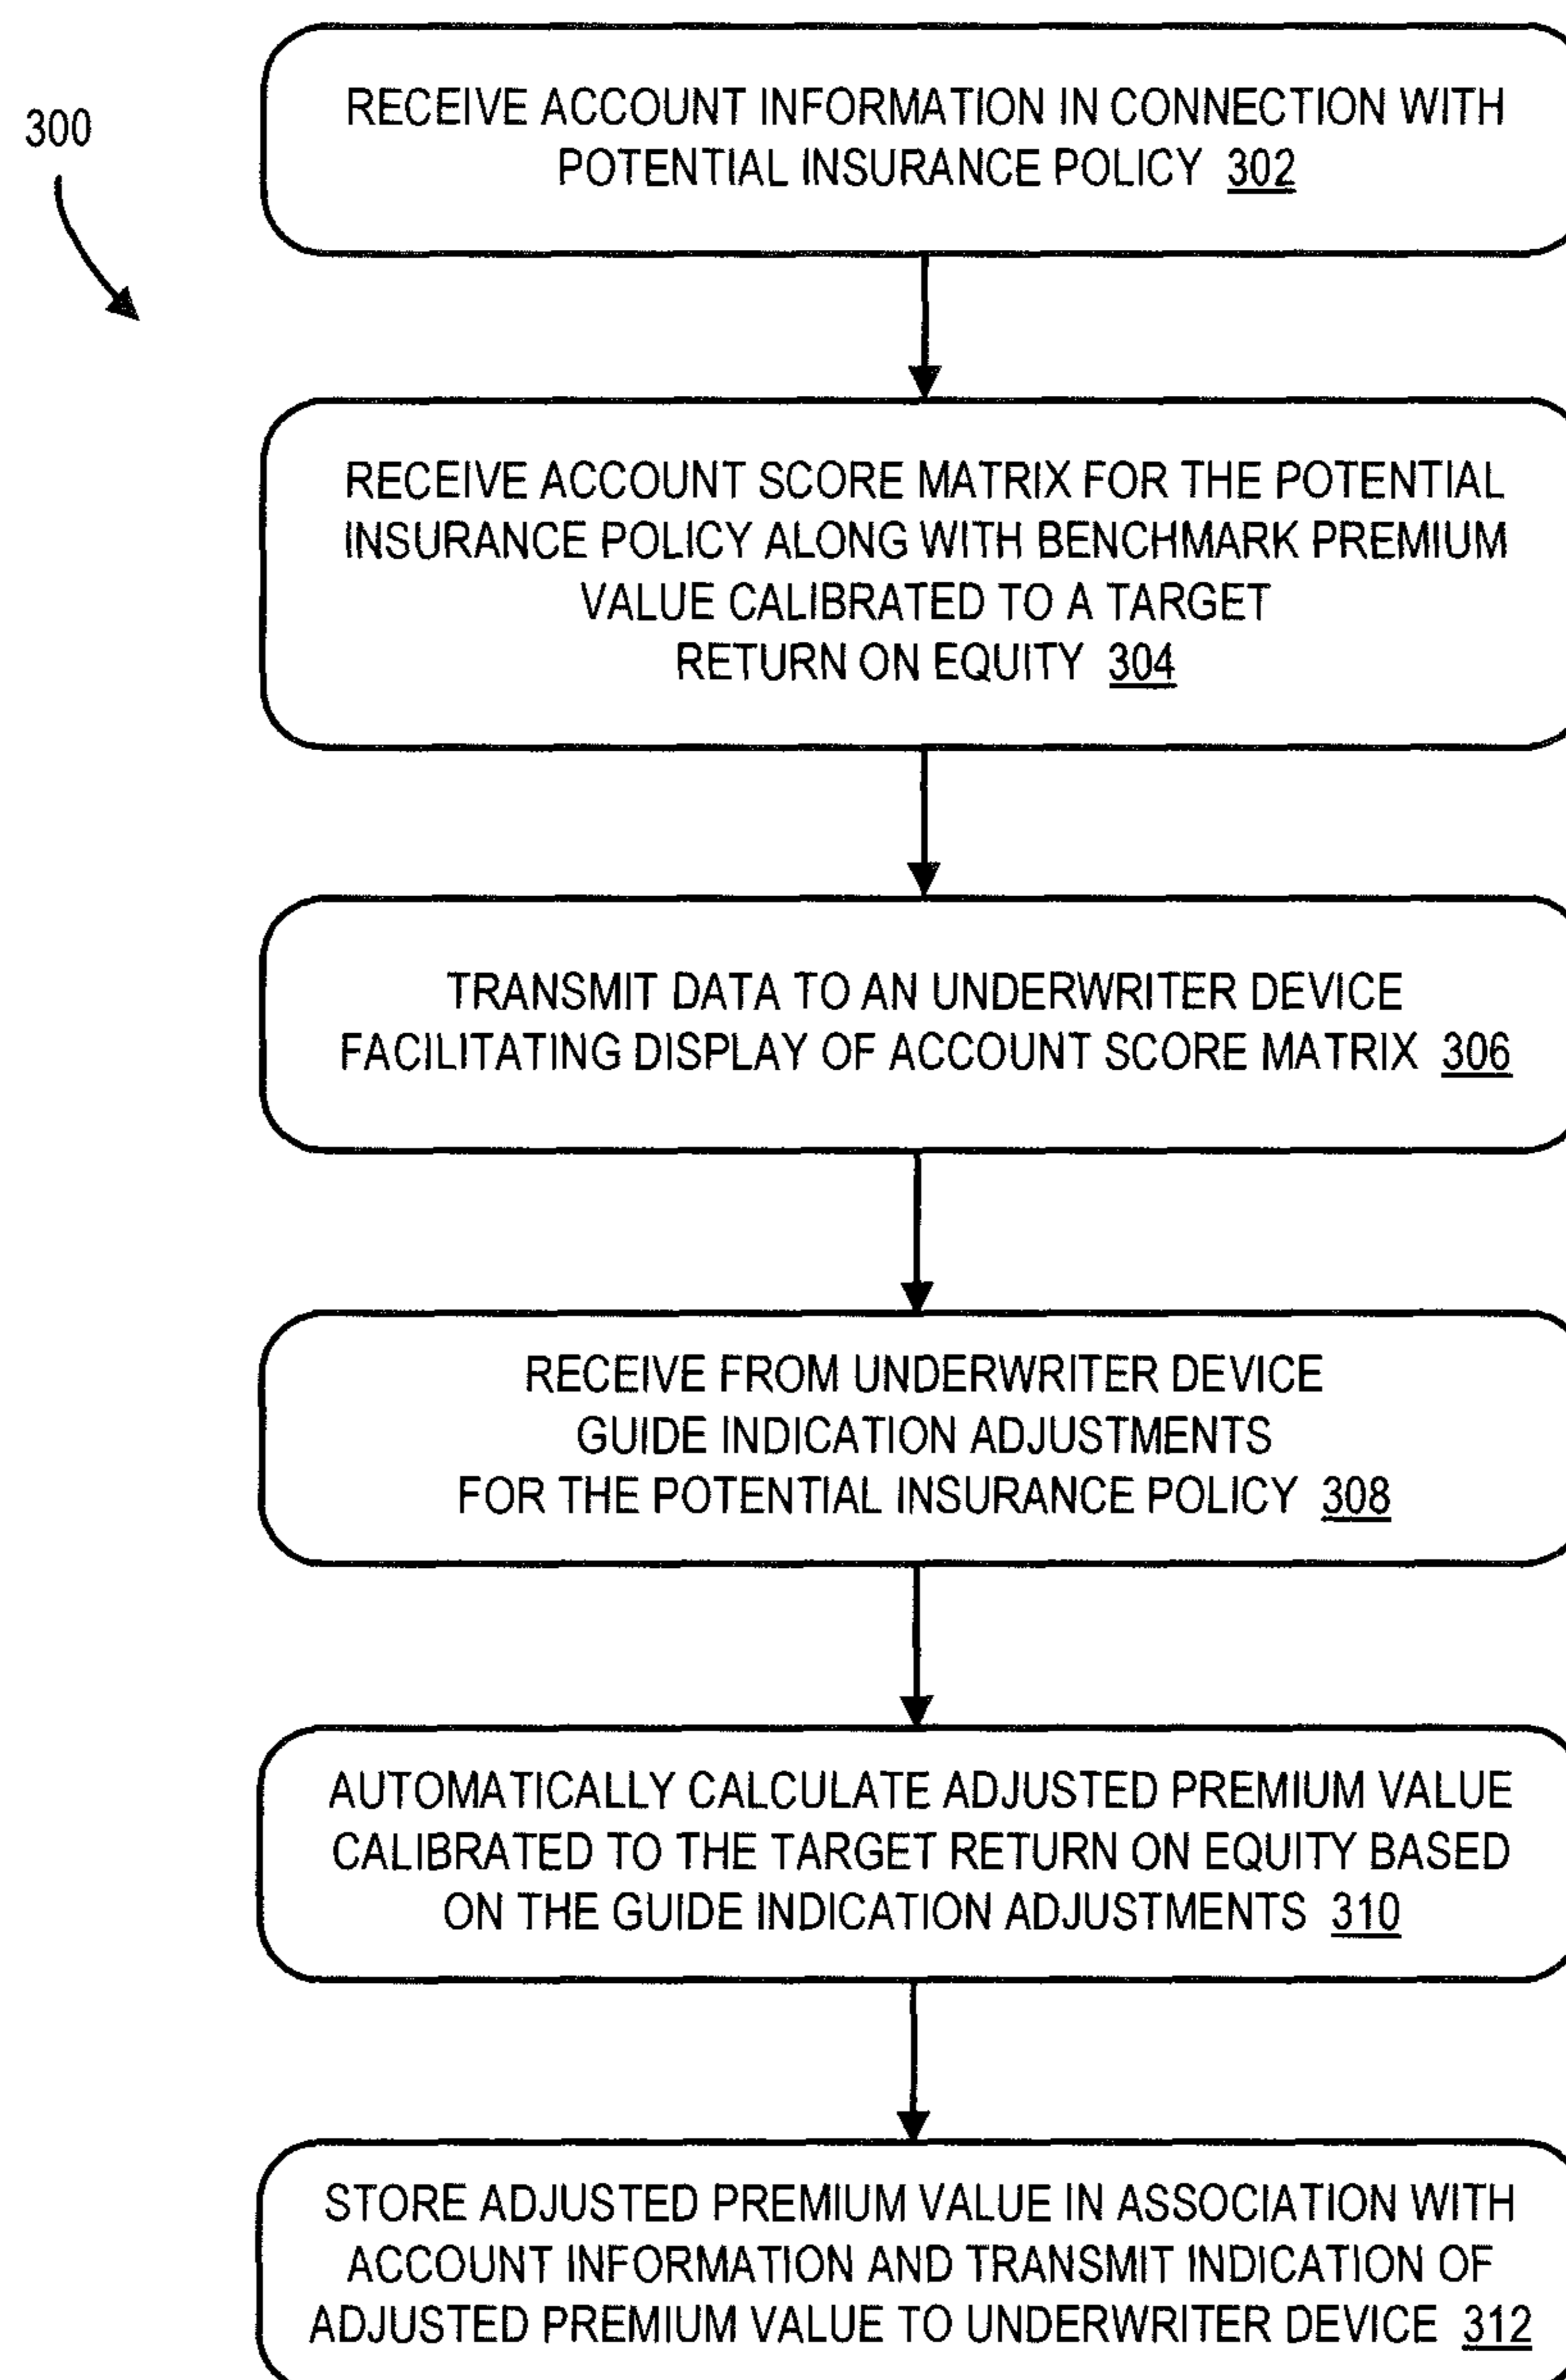 300
RECEIVE ACCOUNT INFORMATION IN CONNECTION WITH
POTENTIAL INSURANCE POLICY 302
RECEIVE ACCOUNT SCORE MATRIX FOR THE POTENTIAL
INSURANCE POLICY ALONG WITH BENCHMARK PREMIUM
VALUE CALIBRATED TO A TARGET
RETURN ON EQUITY 304
TRANSMIT DATA TO AN UNDERWRITER DEVICE
FACILITATING DISPLAY OF ACCOUNT SCORE MATRIX 306
RECEIVE FROM UNDERWRITER DEVICE
GUIDE INDICATION ADJUSTMENTS
FOR THE POTENTIAL INSURANCE POLICY 308
AUTOMATICALLY CALCULATE ADJUSTED PREMIUM VALUE
CALIBRATED TO THE TARGET RETURN ON EQUITY BASED
ON THE GUIDE INDICATION ADJUSTMENTS 310
STORE ADJUSTED PREMIUM VALUE IN ASSOCIATION WITH
ACCOUNT INFORMATION AND TRANSMIT INDICATION OF
ADJUSTED PREMIUM VALUE TO UNDERWRITER DEVICE 312